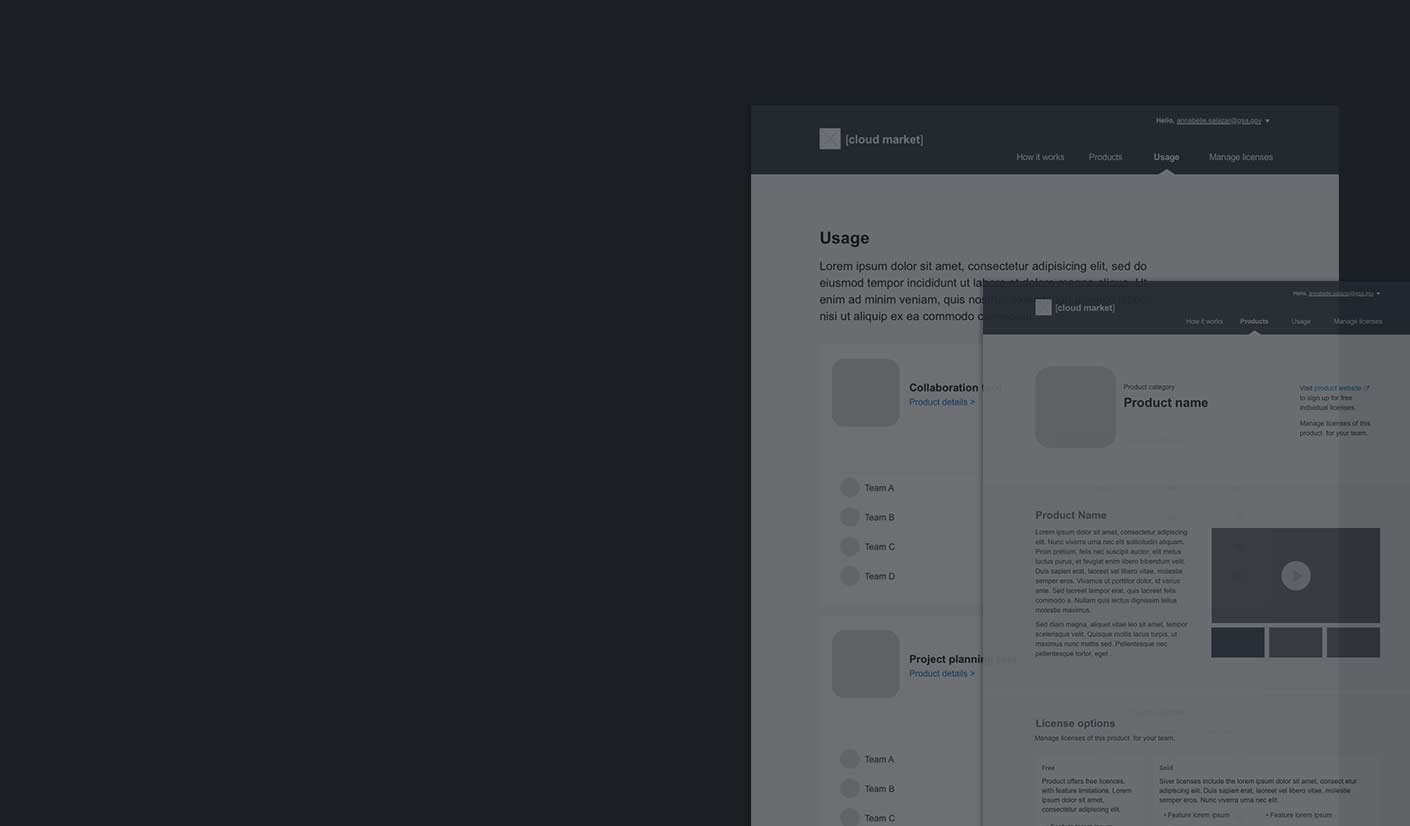 Hello, annabelle.salazar@gsa.gov
[cloud market]
How it works Products Usage Manage licenses
Usage
Lorem ipsum dolor sit amet, consectetur adipisicing elit, sed do
eiusmod tempor incididunt ut labore et dolore magna aliqua. Ut
enim ad minim veniam, quis nostrud
nisi ut aliquip ex ea commodo
Collaboration tool
Product details >
Team A
Team B
Team C
Team D
Project planning tool
Product details >
Team A
Team B
Team C
Hello, annabelle.salazar@gsa.gov
[cloud market]
How it works Products Usage Manage licenses
Product category
Product name
Visit product website
to sign up for free
individual licenses.
Manage licenses of this
product for your team.
Product Name
Lorem ipsum dolor sit amet, consectetur adipiscing
elit. Nunc viverra urna nec elit sollicitudin aliquam.
Proin pretium, felis nec suscipit auctor, elit metus
luctus purus, et feugiat enim libero bibendum velit.
Duis sapien erat, laoreet vel libero vitae, molestie
semper eros. Vivamus ut porttitor dolor, id varius
ante. Sed laoreet tempor erat, quis laoreet felis
commodo a. Nullam quis lectus dignissim tellus
molestie maximus.
Sed diam magna, aliquet vitae leo sit amet, tempor
scelerisque velit. Quisque mollis lacus turpis, ut
maximus nunc mattis sed. Pellentesque nec
pellentesque tortor, eget .
License options
Manage licenses of this product for your team.
Free
Product offers free licences,
with feature limitations. Lorem
ipsum dolor sit amet,
consectetur adipiscing elit.
Gold
Siver licenses include the lorem ipsum dolor sit amet, consect etur
adipiscing elit. Duis sapien erat, laoreet vel libero vitae, molestie
semper eros. Nunc viverra urna nec elit.
• Feature lorem ipsum • Feature lorem ipsum